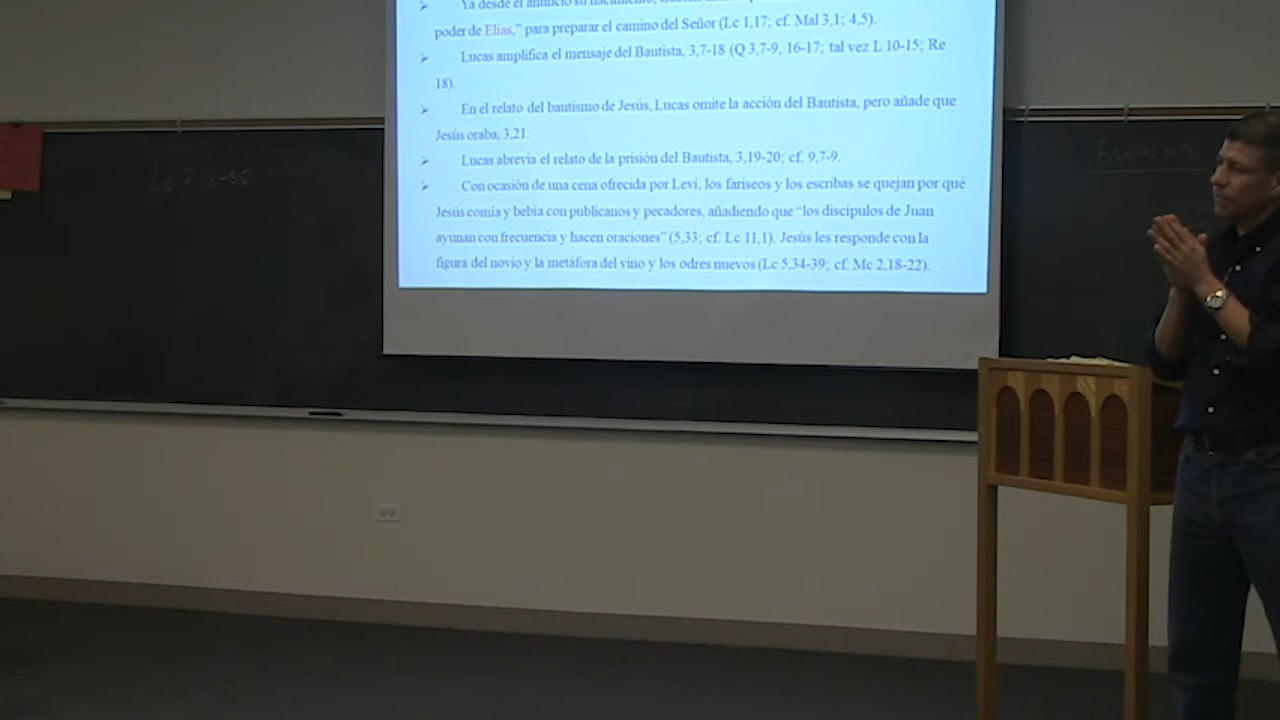 Ya desde el anuncio su nacimiento,
poder de Elías," para preparar el camino del Señor (Lc 1,17; cf. Mal 3,1; 4,5).
Lucas amplifica el mensaje del Bautista, 3,7-18 (Q 3,7-9, 16-17; tal vez L 10-15; Re
18).
En el relato del bautismo de Jesús, Lucas omite la acción del Bautista, pero añade que
Jesús oraba, 3,21.
Lucas abrevia el relato de la prisión del Bautista, 3,19-20; cf. 9,7-9.
Con ocasión de una cena ofrecida por Leví, los fariseos y los escribas se quejan por qué
Jesús comía y bebía con publicanos y pecadores, añadiendo que "los discípulos de Juan
ayunan con frecuencia y hacen oraciones" (5,33; cf. Lc 11,1). Jesús les responde con la
figura del novio y la metáfora del vino y los odres nuevos (Lc 5,34-39; cf. Mc 2,18-22).